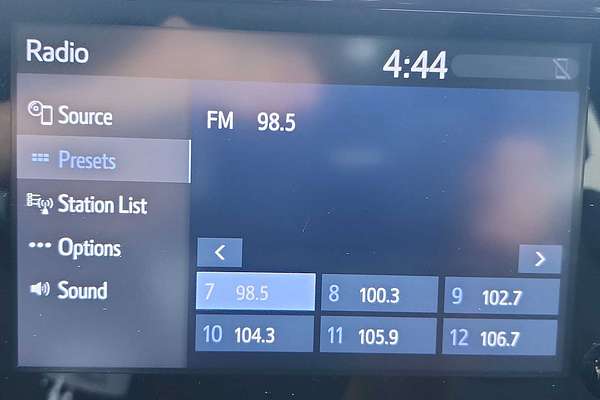 Radio
4:44
Source
FM 98.5
Presets
Station List
Options
Sound
< >
7 98.5 8 100.3 9 102.7
10 104.3 11 105.9 12 106.7